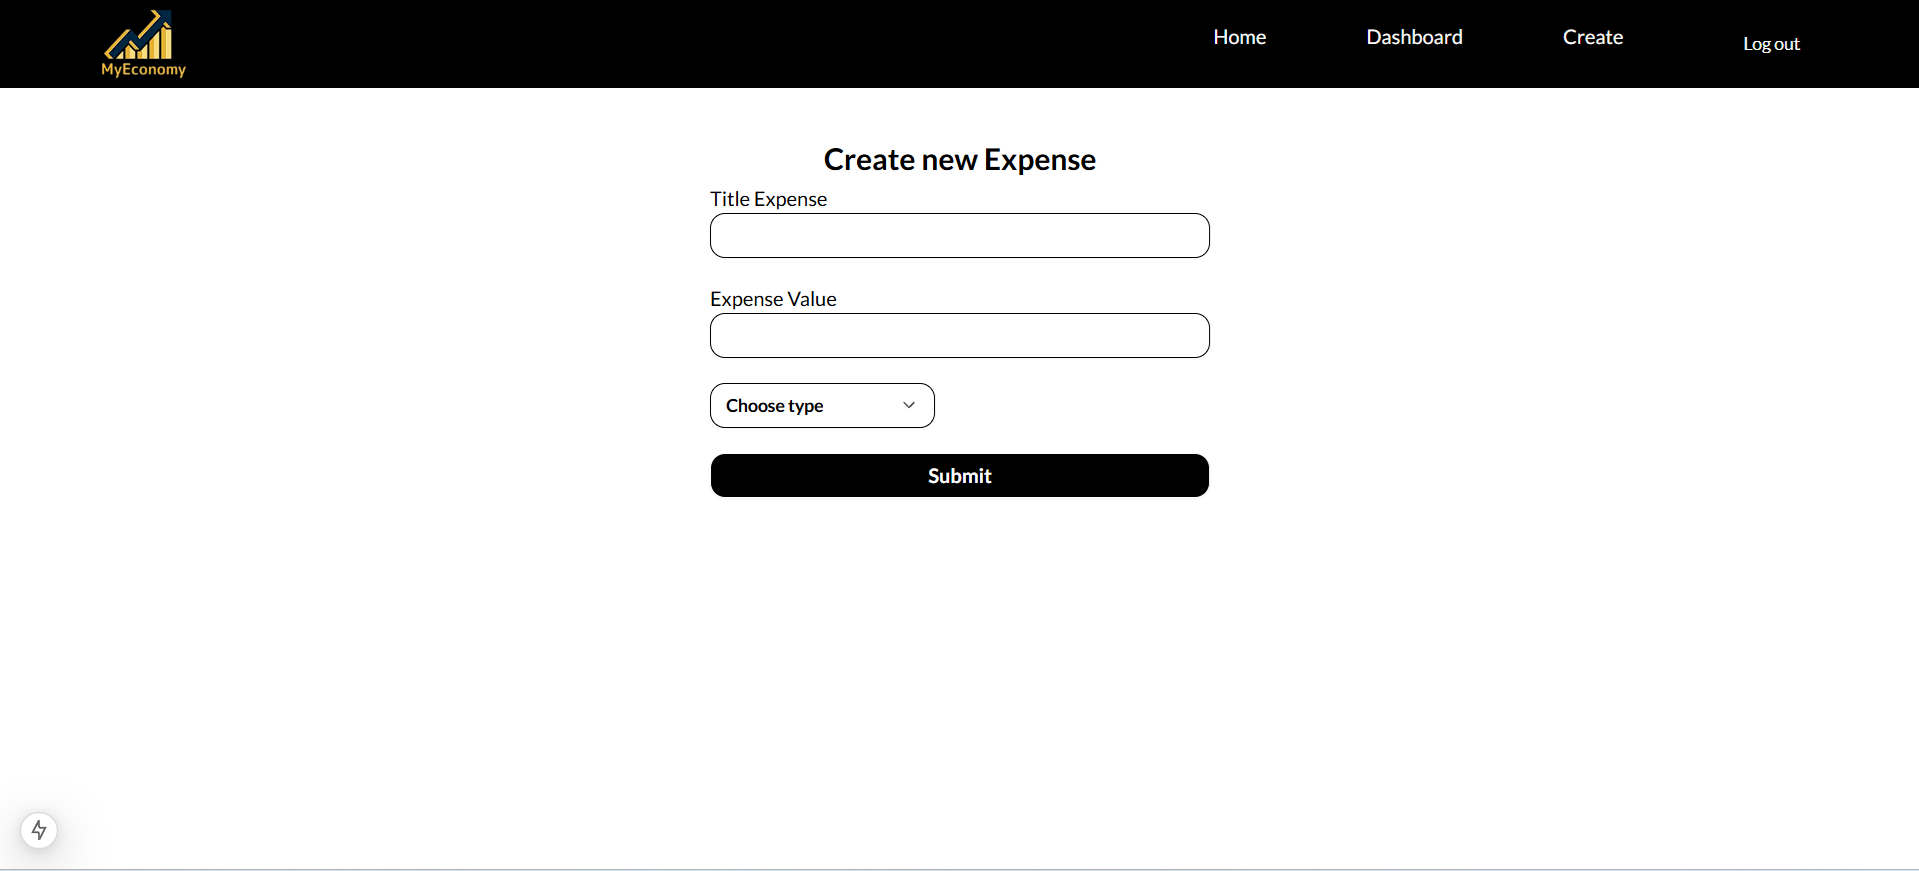 MyEconomy
Home Dashboard Create Log out
Create new Expense
Title Expense
Expense Value
Choose type
Submit